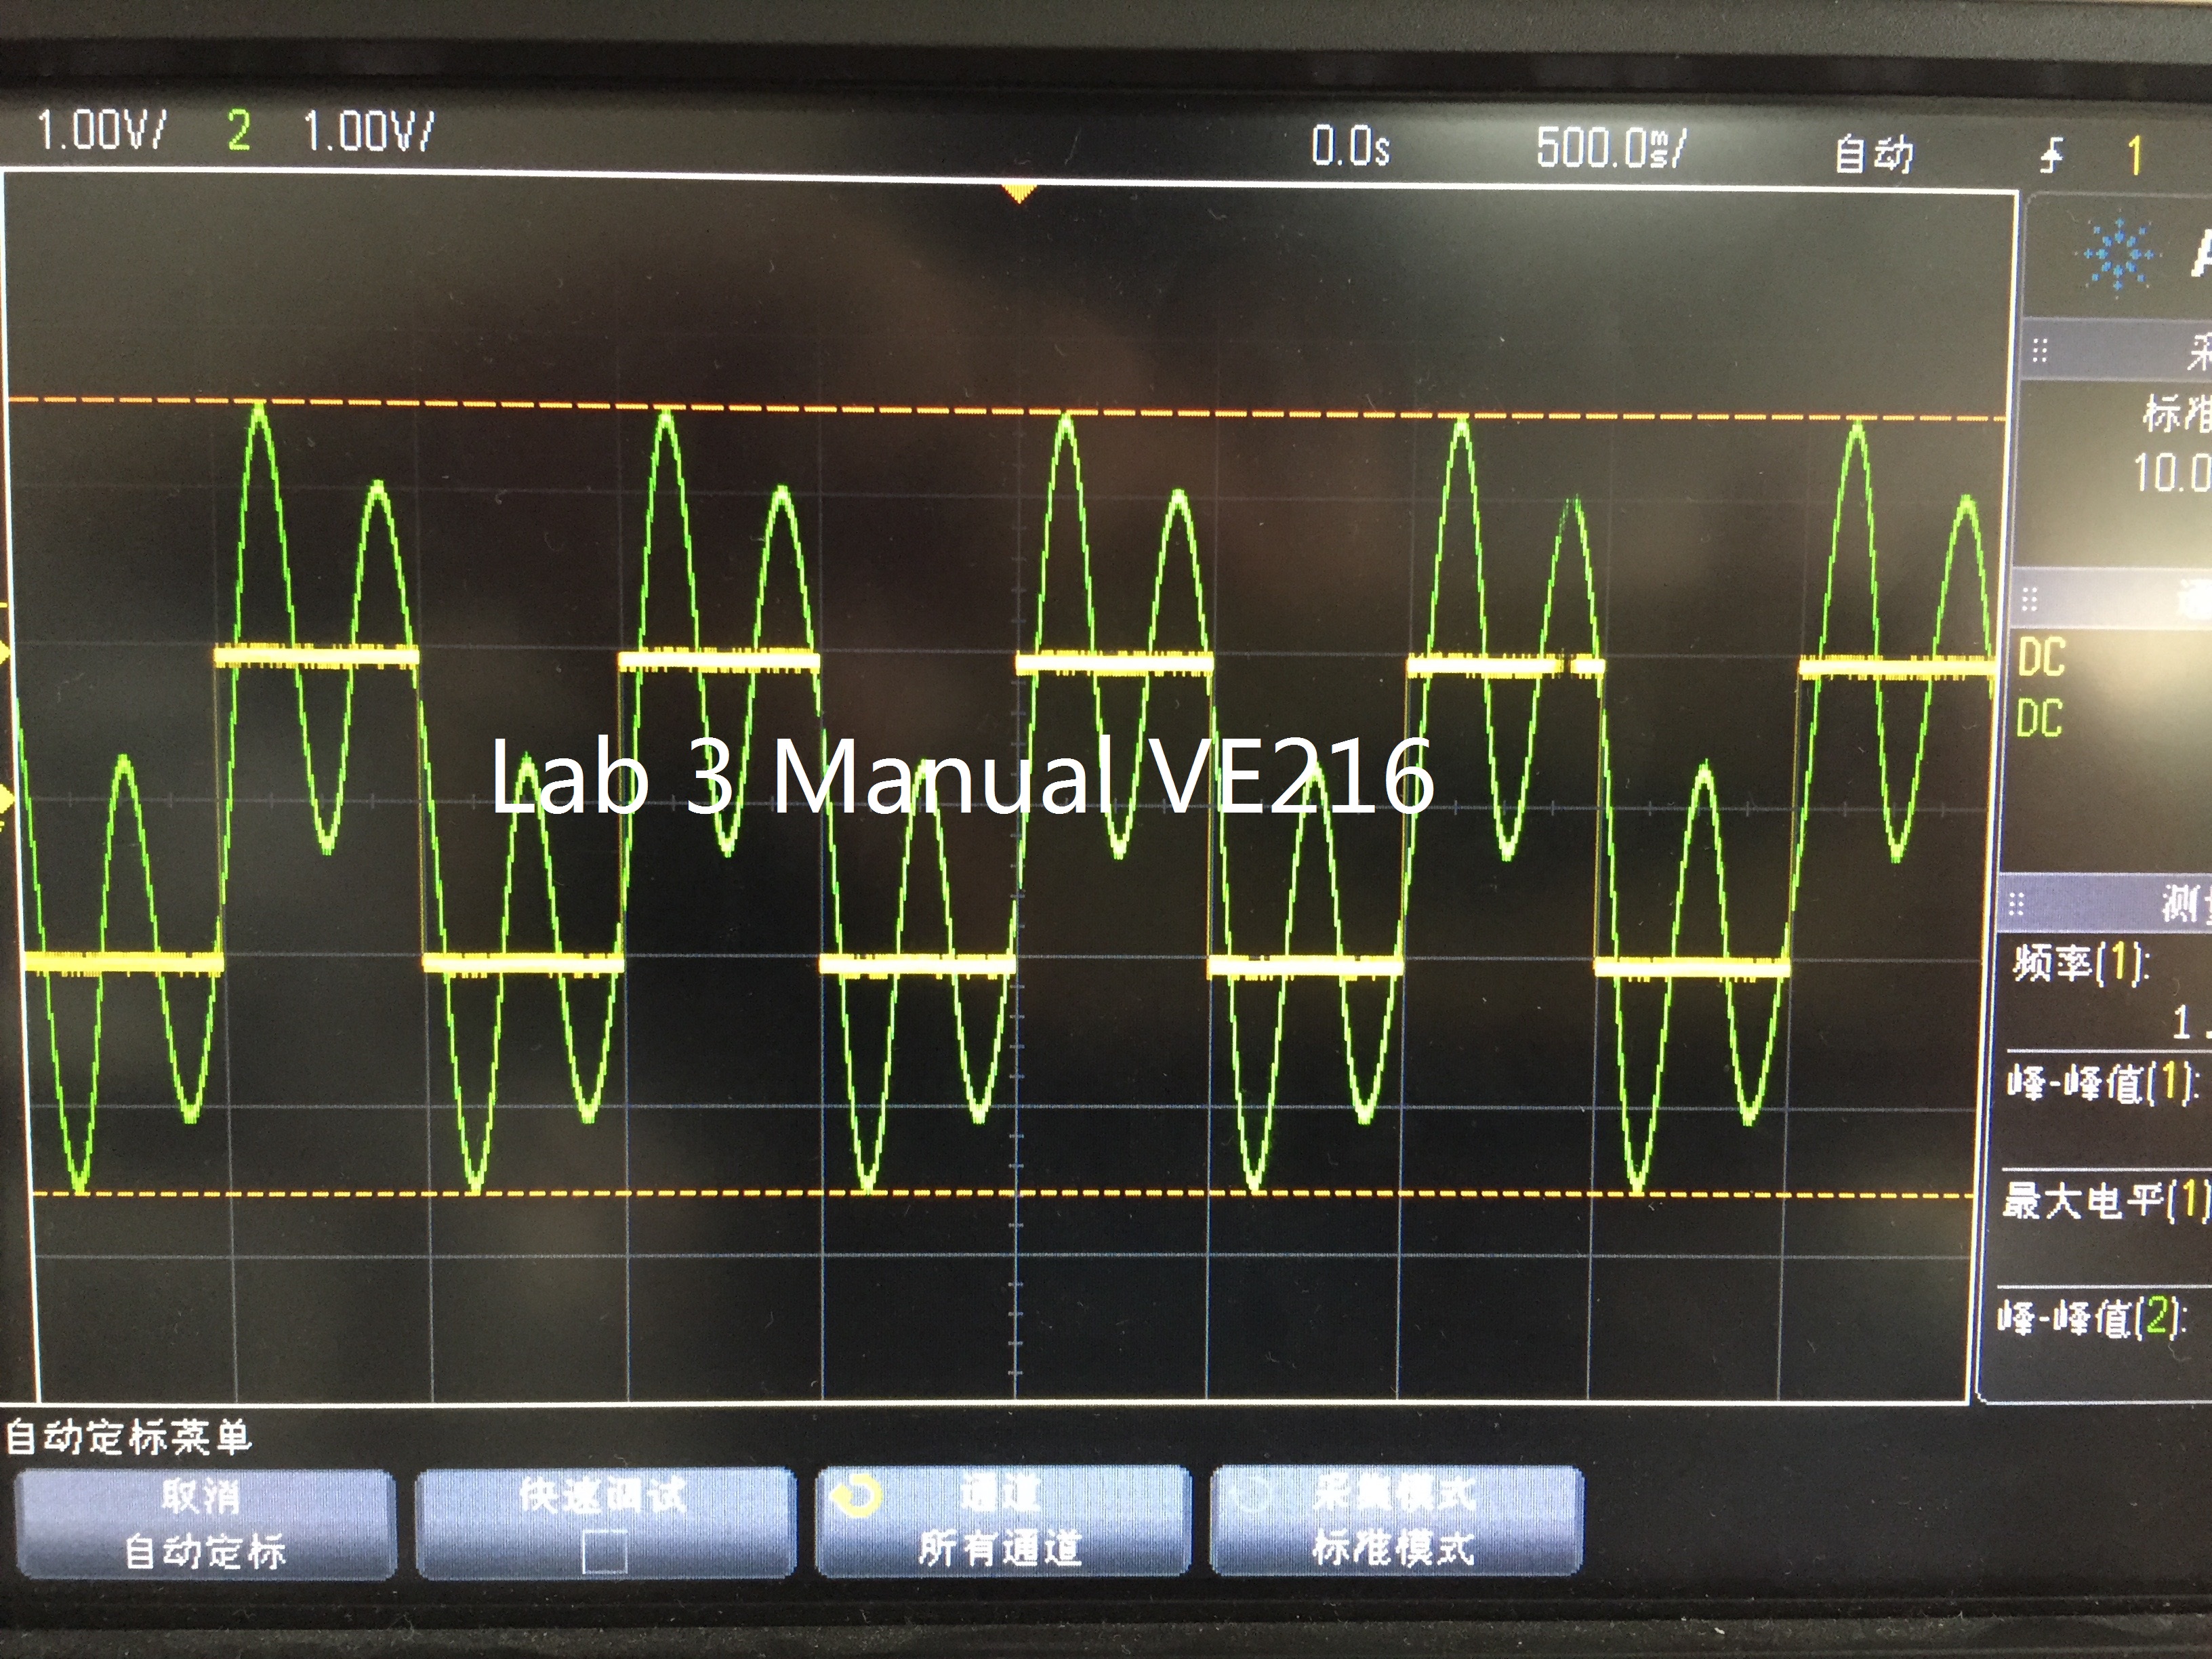 1.00V/ 2 1.00V/ 0.0s 500.0ms/ 自动 1
标准
10.0
DC
DC
Lab 3 Manual VE216
频率(1):
1.
峰-峰值(1):
最大电平(1)
峰-峰值(2):
自动定标菜单
取消 快速调试 通道 采集模式
自动定标 所有通道 标准模式